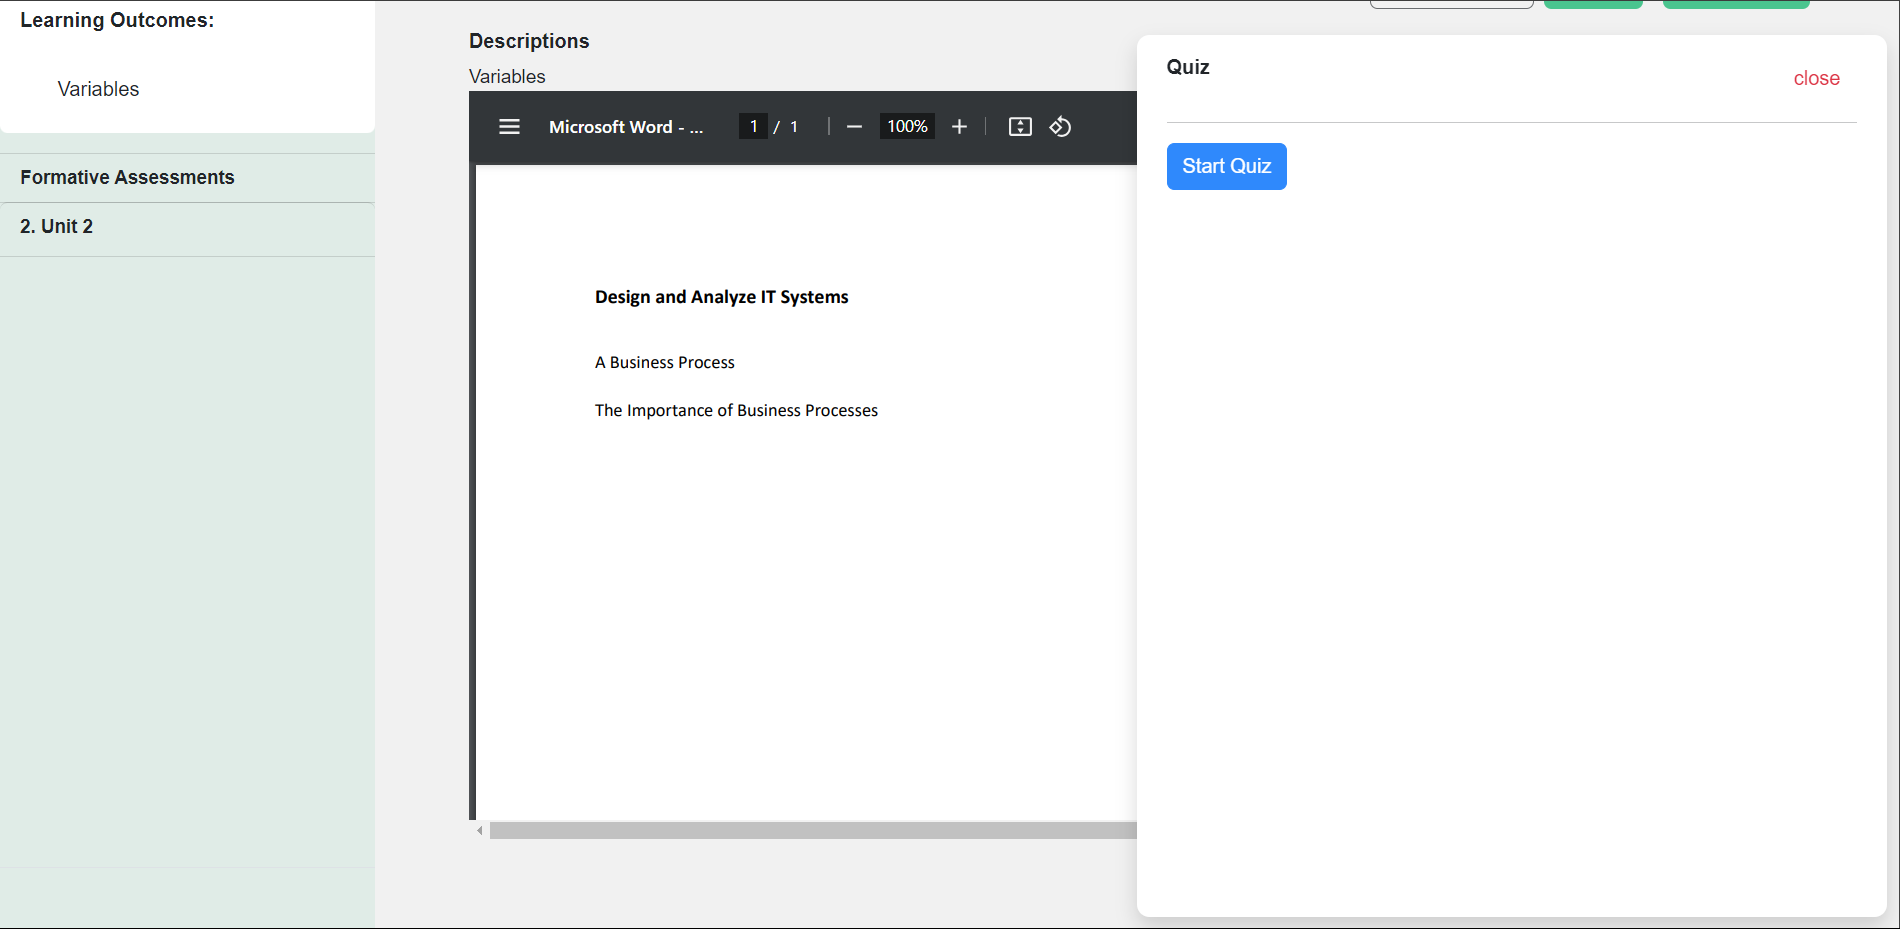 Learning Outcomes:
Variables
Formative Assessments
2. Unit 2
Descriptions
Variables
Microsoft Word - ...
1 / 1
100%
Design and Analyze IT Systems
A Business Process
The Importance of Business Processes
Quiz
close
Start Quiz